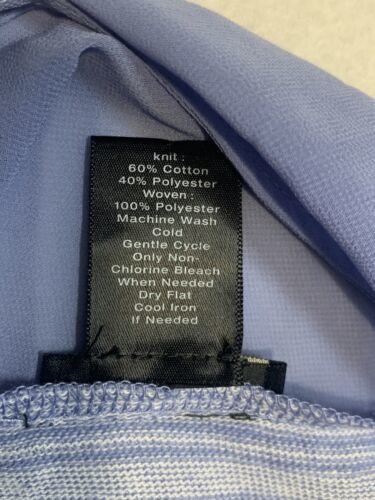 knit :
60% Cotton
40% Polyester
Woven :
100% Polyester
Machine Wash
Cold
Gentle Cycle
Only Non-
Chlorine Bleach
When Needed
Dry Flat
Cool Iron
If Needed